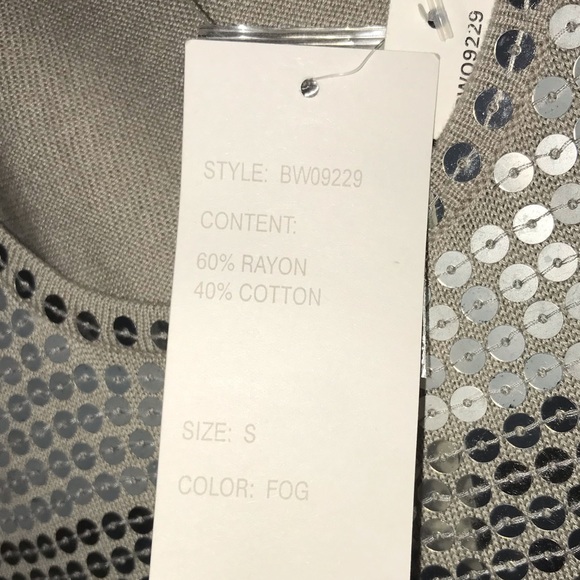 STYLE: BW09229
CONTENT:
60% RAYON
40% COTTON
SIZE: S
COLOR: FOG
W09229